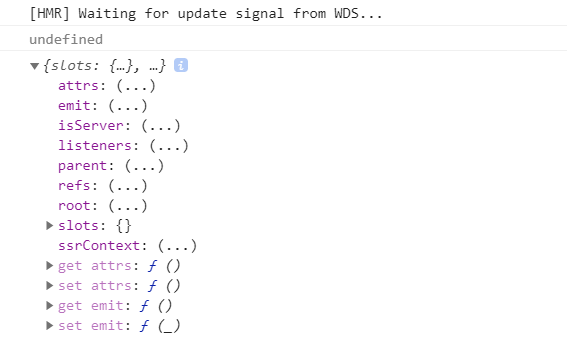 [HMR] Waiting for update signal from WDS...
undefined
▼{slots: {…}, …} i
attrs: (...)
emit: (...)
isServer: (...)
listeners: (...)
parent: (...)
refs: (...)
root: (...)
▶slots: {}
ssrContext: (...)
▶get attrs: ƒ ()
▶set attrs: ƒ ()
▶get emit: ƒ ()
▶set emit: ƒ (_)